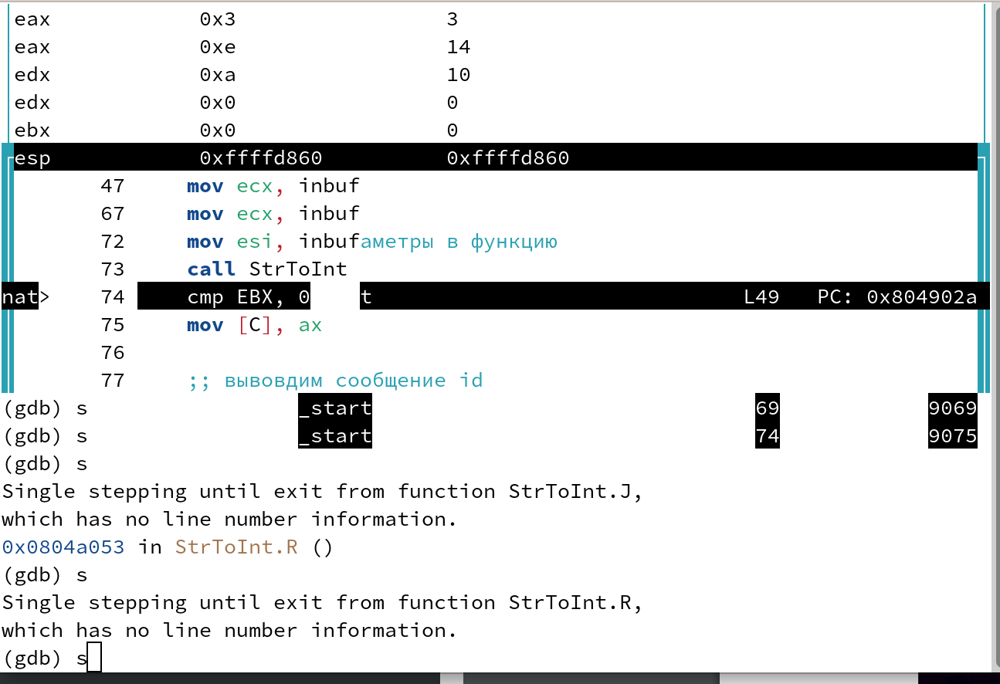 eax 0x3 3
eax 0xe 14
edx 0xa 10
edx 0x0 0
ebx 0x0 0
esp 0xffffd860 0xffffd860
47 mov ecx, inbuf
67 mov ecx, inbuf
72 mov esi, inbufаметры в функцию
73 call StrToInt
nat> 74 cmp EBX, 0 t L49 PC: 0x804902a
75 mov [C], ax
76
77 ;; вывовдим сообщение id
(gdb) s _start 69 9069
(gdb) s _start 74 9075
(gdb) s
Single stepping until exit from function StrToInt.J,
which has no line number information.
0x0804a053 in StrToInt.R ()
(gdb) s
Single stepping until exit from function StrToInt.R,
which has no line number information.
(gdb) s